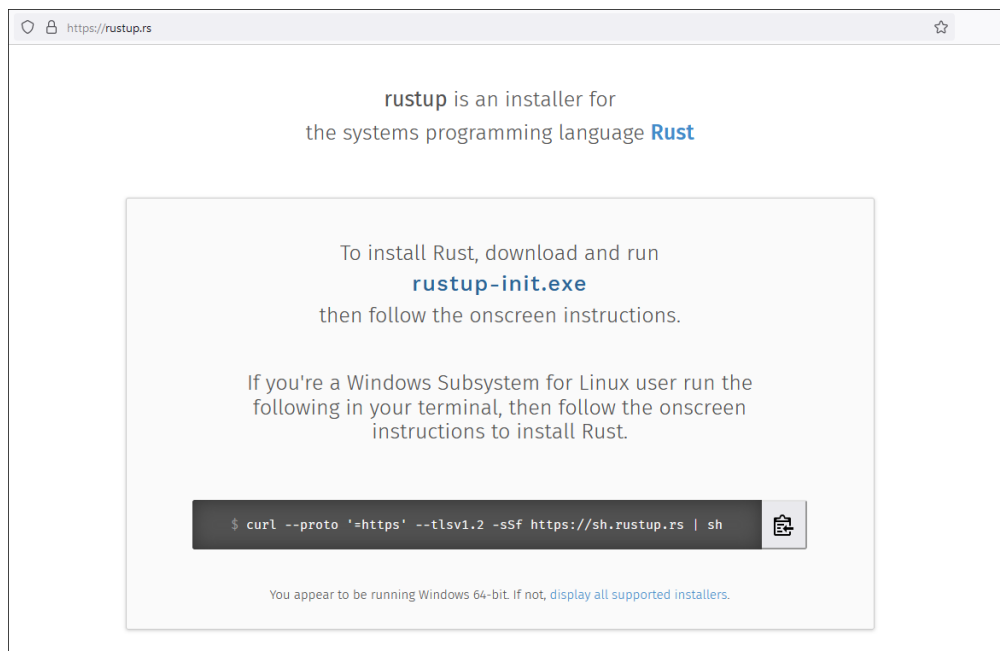 https://rustup.rs
rustup is an installer for
the systems programming language Rust
To install Rust, download and run
rustup-init.exe
then follow the onscreen instructions.
If you're a Windows Subsystem for Linux user run the
following in your terminal, then follow the onscreen
instructions to install Rust.
$ curl --proto '=https' --tlsv1.2 -sSf https://sh.rustup.rs | sh
You appear to be running Windows 64-bit. If not, display all supported installers.